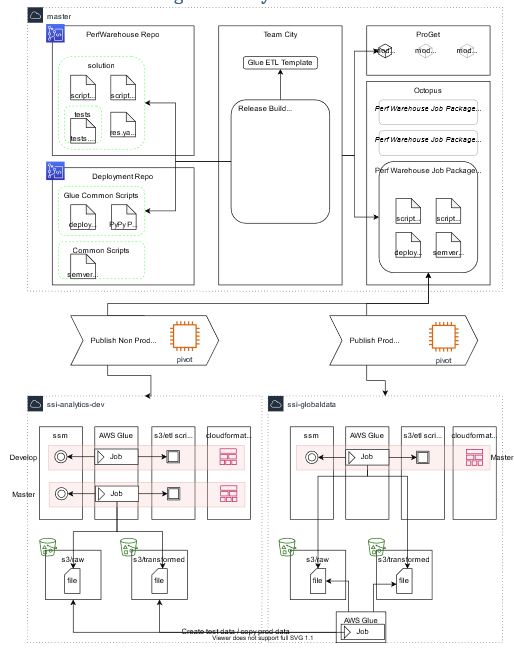 master
PerfWarehouse Repo
Team City
ProGet
solution
Glue ETL Template
mod...
mod...
mod...
script...
script...
Octopus
tests
tests....
res.ya...
Release Build...
Perf Warehouse Job Package...
Perf Warehouse Job Package...
Perf Warehouse Job Package...
Deployment Repo
Glue Common Scripts
deploy...
PyPy P...
script...
script...
Common Scripts
semver...
deploy...
semver...
Publish Non Prod...
pivot
Publish Prod...
pivot
ssi-analytics-dev
ssi-globaldata
ssm
AWS Glue
s3/etl scri...
cloudformat...
ssm
AWS Glue
s3/etl scri...
cloudformat...
Develop
Job
Job
Master
Master
Job
s3/raw
s3/transformed
s3/raw
s3/transformed
file
file
file
file
AWS Glue
Job
Create test data / copy prod data
Viewer does not support full SVG 1.1